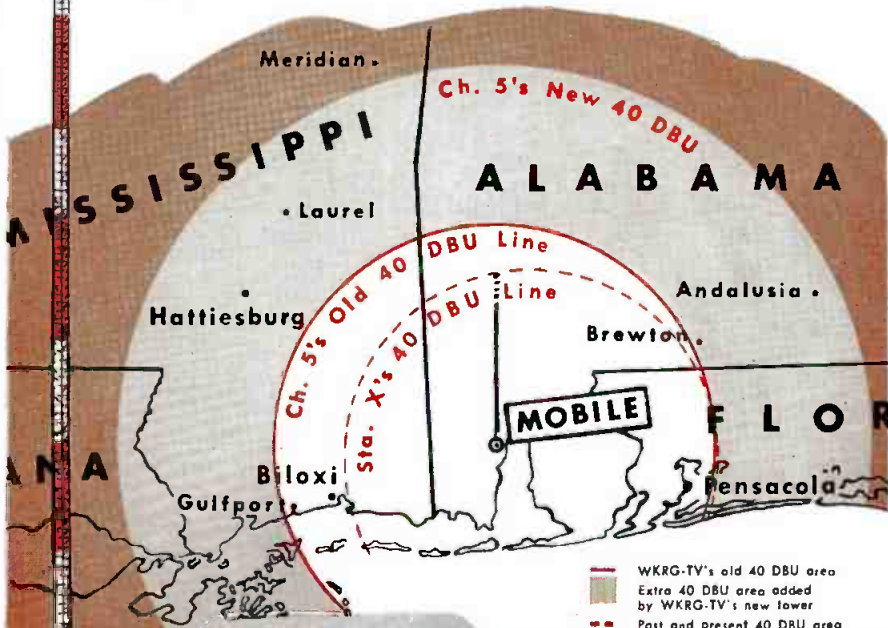 Meridian
Ch. 5's New 40 DBU
MISSISSIPPI
ALABAMA
Laurel
Ch. 5's Old 40 DBU Line
Sta. X's 40 DBU Line
Andalusia
Hattiesburg
Brewton
MOBILE
FLOR
ANA
Biloxi
Pensacola
Gulfport
WKRG-TV's old 40 DBU area
Extra 40 DBU area added
by WKRG-TV's new tower
Past and present 40 DBU area